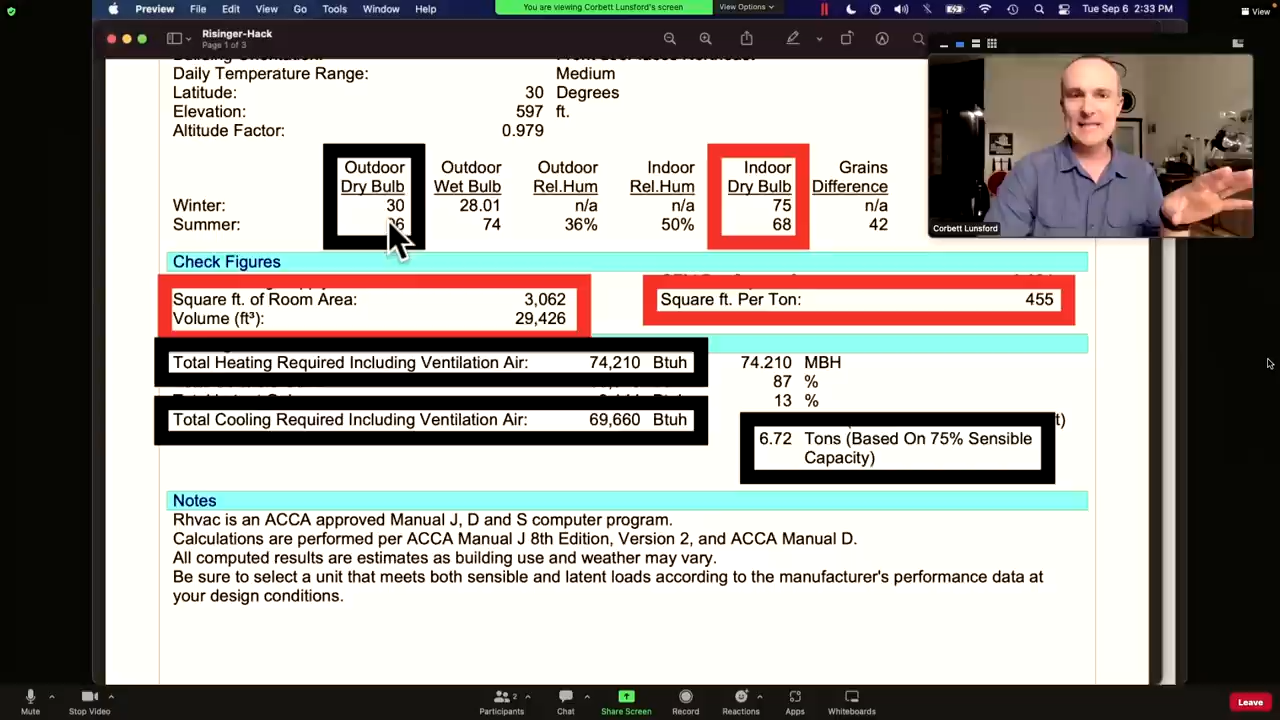 Preview File Edit View Go Tools Window Help
You are viewing Corbett Lunsford's screen
View Options
Tue Sep 6 2:33 PM
View
Risinger-Hack
Page 1 of 3
Daily Temperature Range: Medium
Latitude: 30 Degrees
Elevation: 597 ft.
Altitude Factor: 0.979
Outdoor Outdoor Outdoor Indoor Indoor Grains
Dry Bulb Wet Bulb Rel.Hum Rel.Hum Dry Bulb Difference
Winter: 30 28.01 n/a n/a 75 n/a
Summer: 74 36% 50% 68 42
Corbett Lunsford
Check Figures
Square ft. of Room Area: 3,062 Square ft. Per Ton: 455
Volume (ft³): 29,426
Total Heating Required Including Ventilation Air: 74,210 Btuh 74.210 MBH
87 %
13 %
Total Cooling Required Including Ventilation Air: 69,660 Btuh
t)
6.72 Tons (Based On 75% Sensible
Capacity)
Notes
Rhvac is an ACCA approved Manual J, D and S computer program.
Calculations are performed per ACCA Manual J 8th Edition, Version 2, and ACCA Manual D.
All computed results are estimates as building use and weather may vary.
Be sure to select a unit that meets both sensible and latent loads according to the manufacturer's performance data at
your design conditions.
Mute Stop Video Participants 2 Chat Share Screen Record Reactions Apps Whiteboards Leave